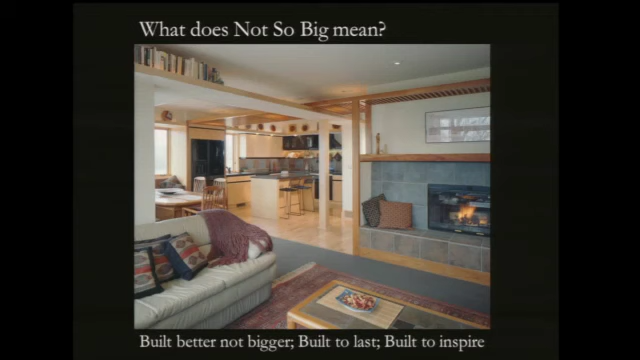 What does Not So Big mean?
Built better not bigger; Built to last; Built to inspire